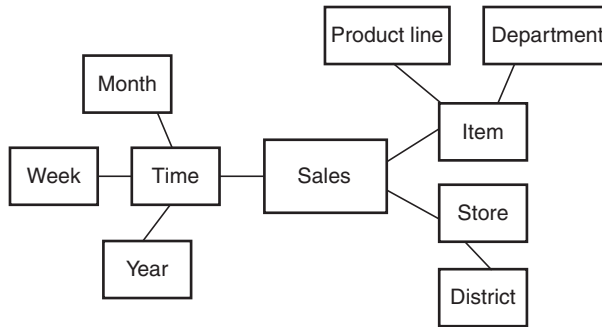 Product line
Department
Month
Item
Week
Time
Sales
Store
Year
District